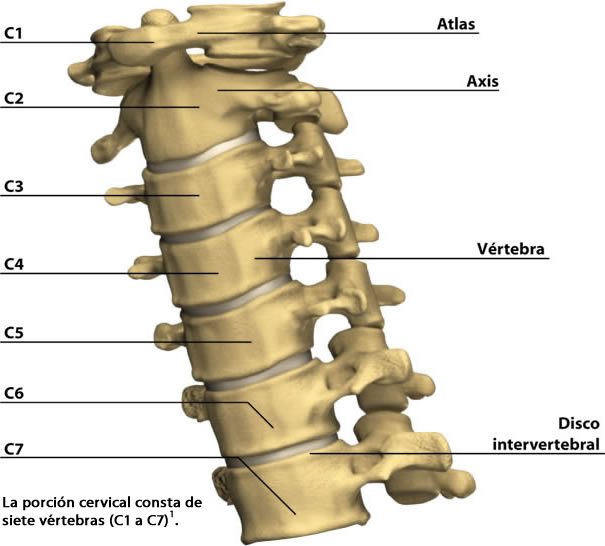 C1
Atlas
Axis
C2
C3
Vértebra
C4
C5
C6
Disco
intervertebral
C7
La porción cervical consta de
siete vértebras (C1 a C7)¹.